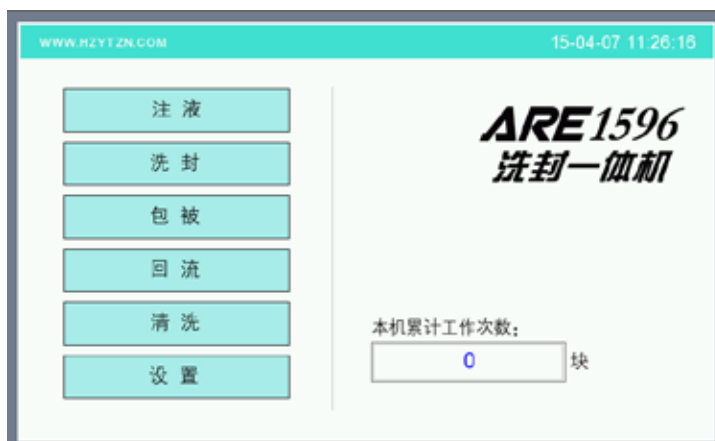 WWW.HZYTZN.COM
15-04-07 11:26:16
注 液
洗 封
包 被
回 流
清 洗
设 置
ARE1596
洗封一体机
本机累计工作次数:
0 块